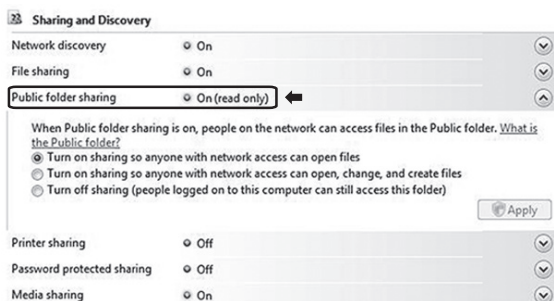 Sharing and Discovery
Network discovery On
File sharing On
Public folder sharing On (read only)
When Public folder sharing is on, people on the network can access files in the Public folder. What is
the Public folder?
Turn on sharing so anyone with network access can open files
Turn on sharing so anyone with network access can open, change, and create files
Turn off sharing (people logged on to this computer can still access this folder)
Apply
Printer sharing Off
Password protected sharing Off
Media sharing On